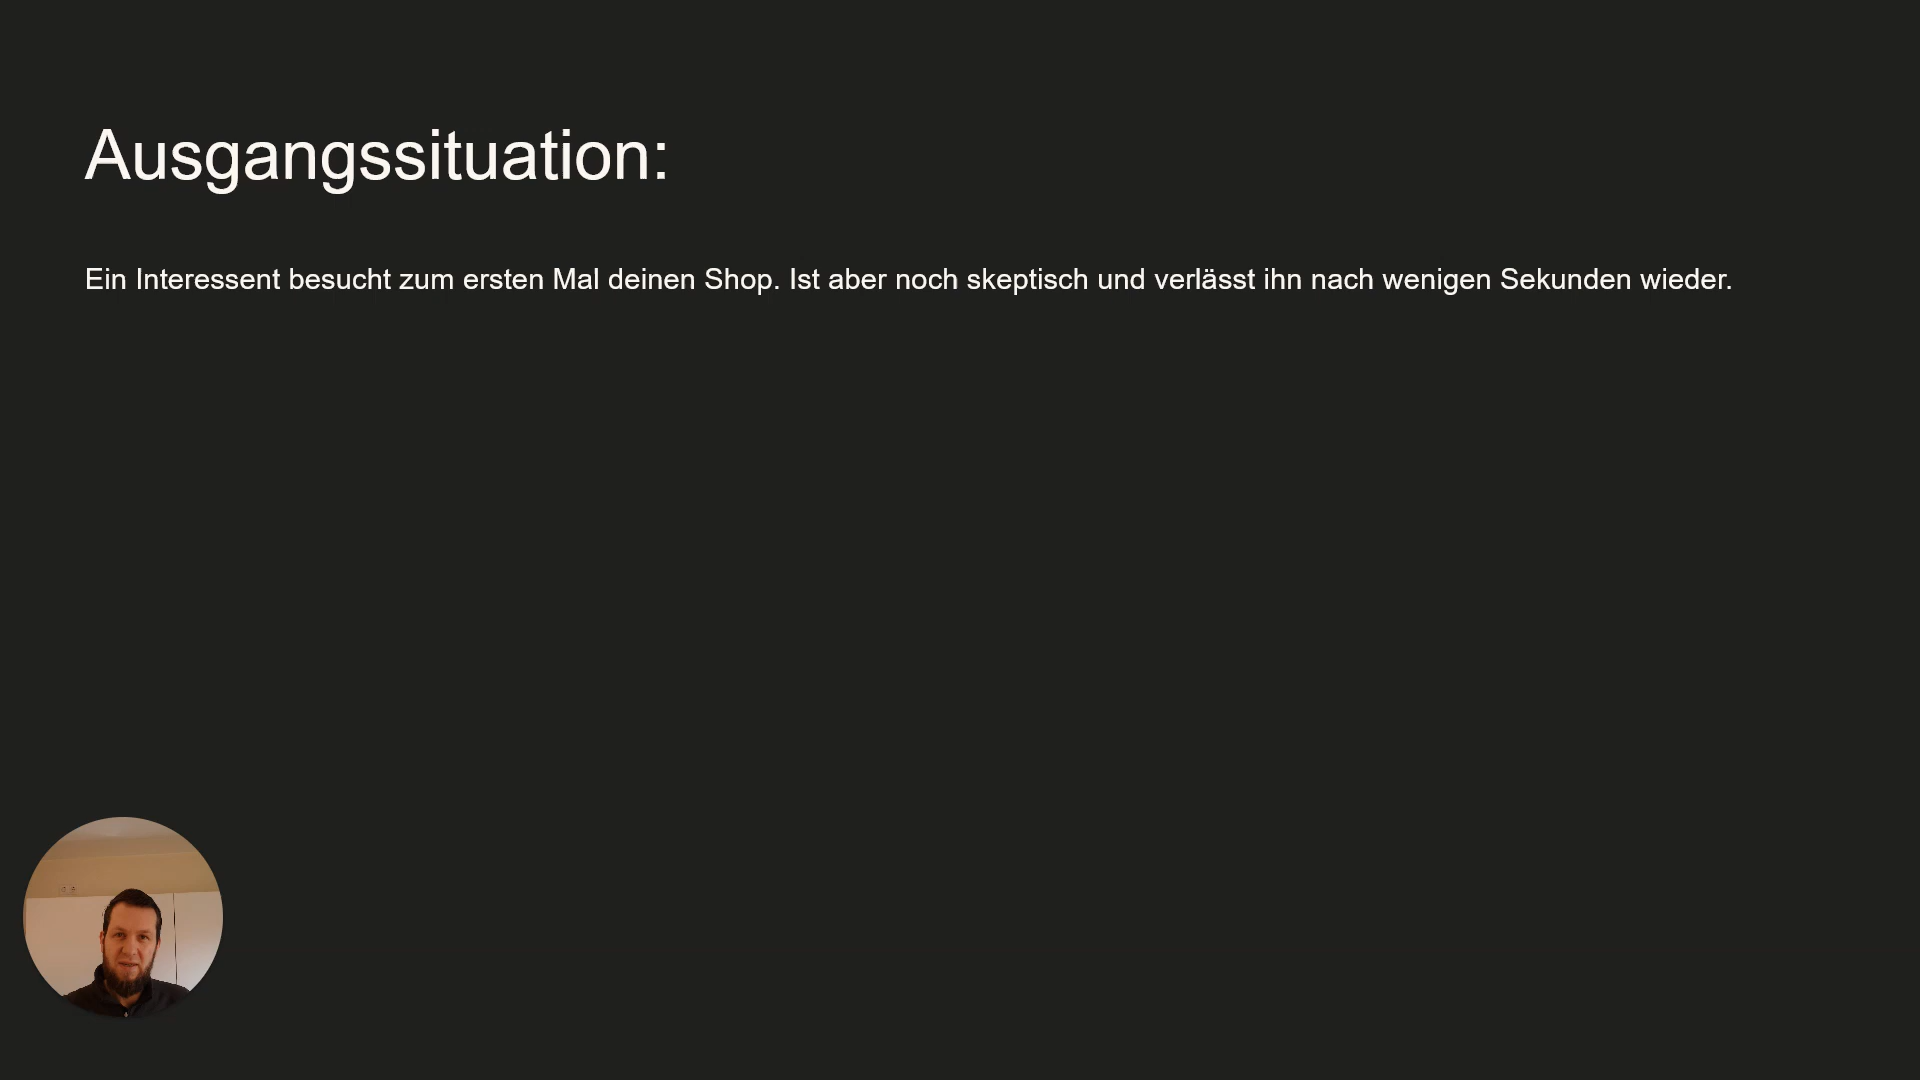 Ausgangssituation:
Ein Interessent besucht zum ersten Mal deinen Shop. Ist aber noch skeptisch und verlässt ihn nach wenigen Sekunden wieder.